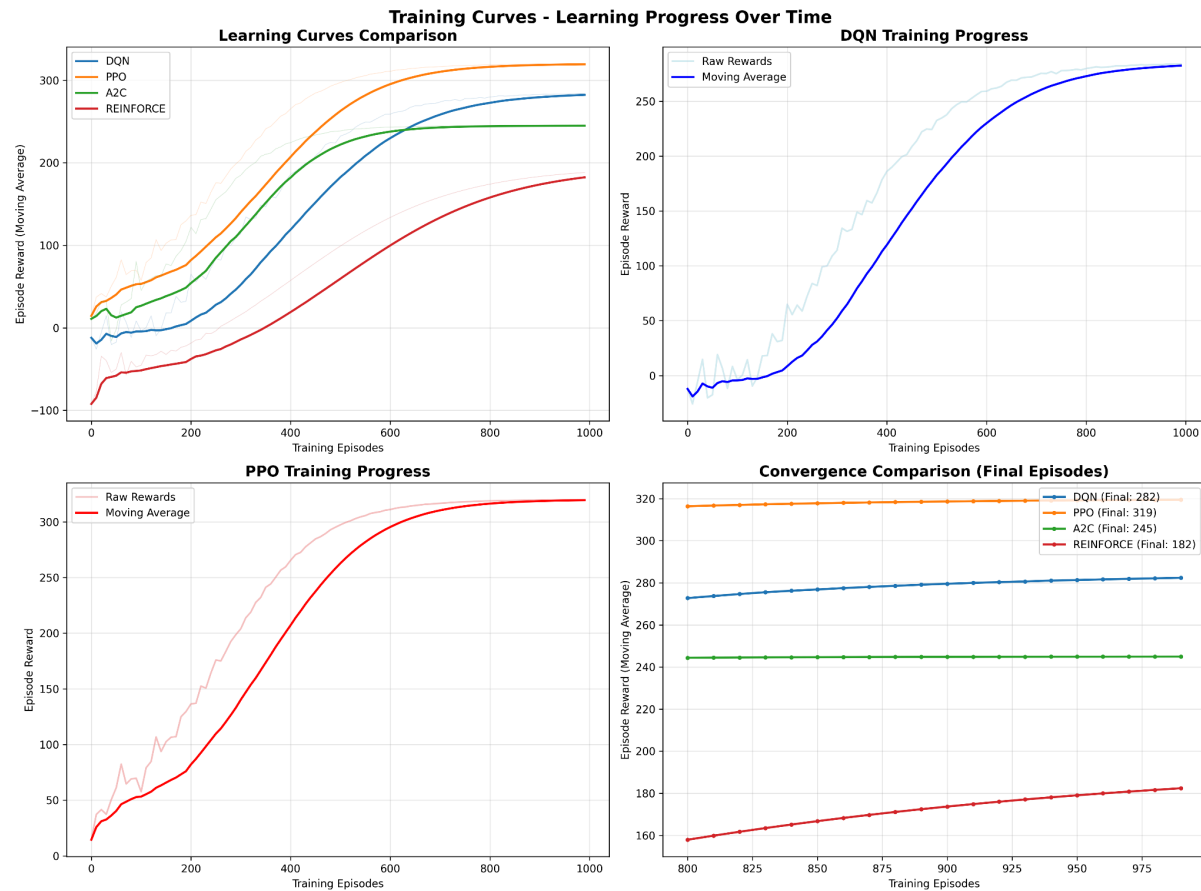 Training Curves - Learning Progress Over Time
Learning Curves Comparison
DQN
PPO
A2C
REINFORCE
Episode Reward (Moving Average)
300
200
100
0
−100
0 200 400 600 800 1000
Training Episodes
DQN Training Progress
Raw Rewards
Moving Average
Episode Reward
250
200
150
100
50
0
0 200 400 600 800 1000
Training Episodes
PPO Training Progress
Raw Rewards
Moving Average
Episode Reward
300
250
200
150
100
50
0
0 200 400 600 800 1000
Training Episodes
Convergence Comparison (Final Episodes)
DQN (Final: 282)
PPO (Final: 319)
A2C (Final: 245)
REINFORCE (Final: 182)
Episode Reward (Moving Average)
320
300
280
260
240
220
200
180
160
800 825 850 875 900 925 950 975
Training Episodes